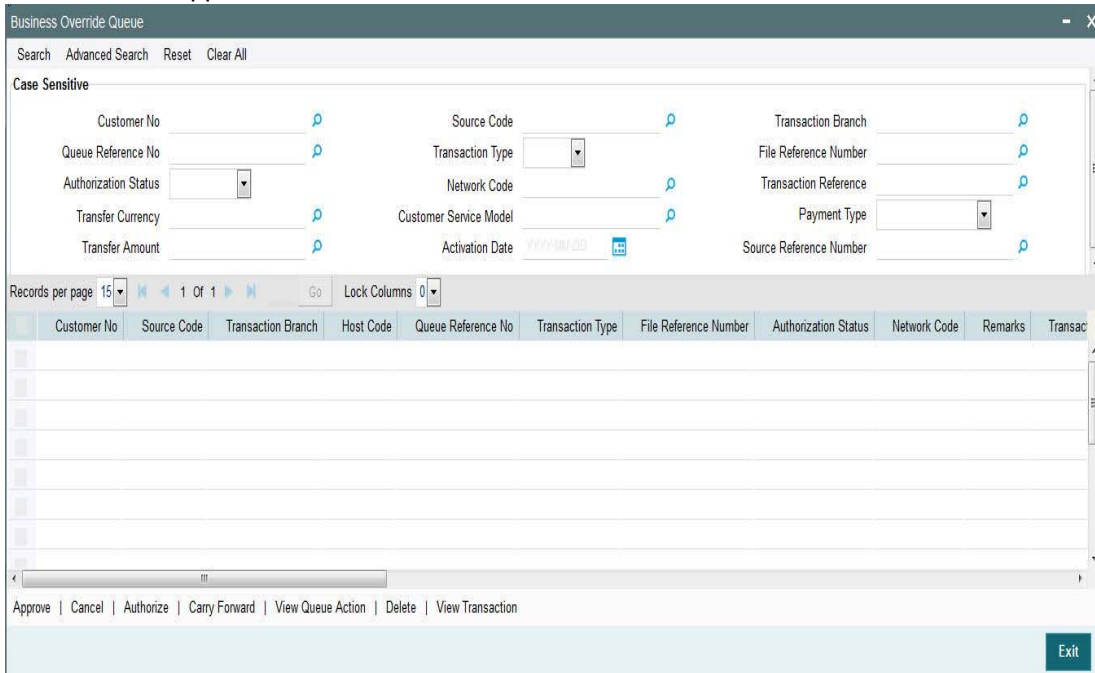 Business Override Queue
Search Advanced Search Reset Clear All
Case Sensitive
Customer No Source Code Transaction Branch
Queue Reference No Transaction Type File Reference Number
Authorization Status Network Code Transaction Reference
Transfer Currency Customer Service Model Payment Type
Transfer Amount Activation Date YYYY-MM-DD Source Reference Number
Records per page 15 1 Of 1 Go Lock Columns 0
Customer No Source Code Transaction Branch Host Code Queue Reference No Transaction Type File Reference Number Authorization Status Network Code Remarks Transac
Approve | Cancel | Authorize | Carry Forward | View Queue Action | Delete | View Transaction
Exit